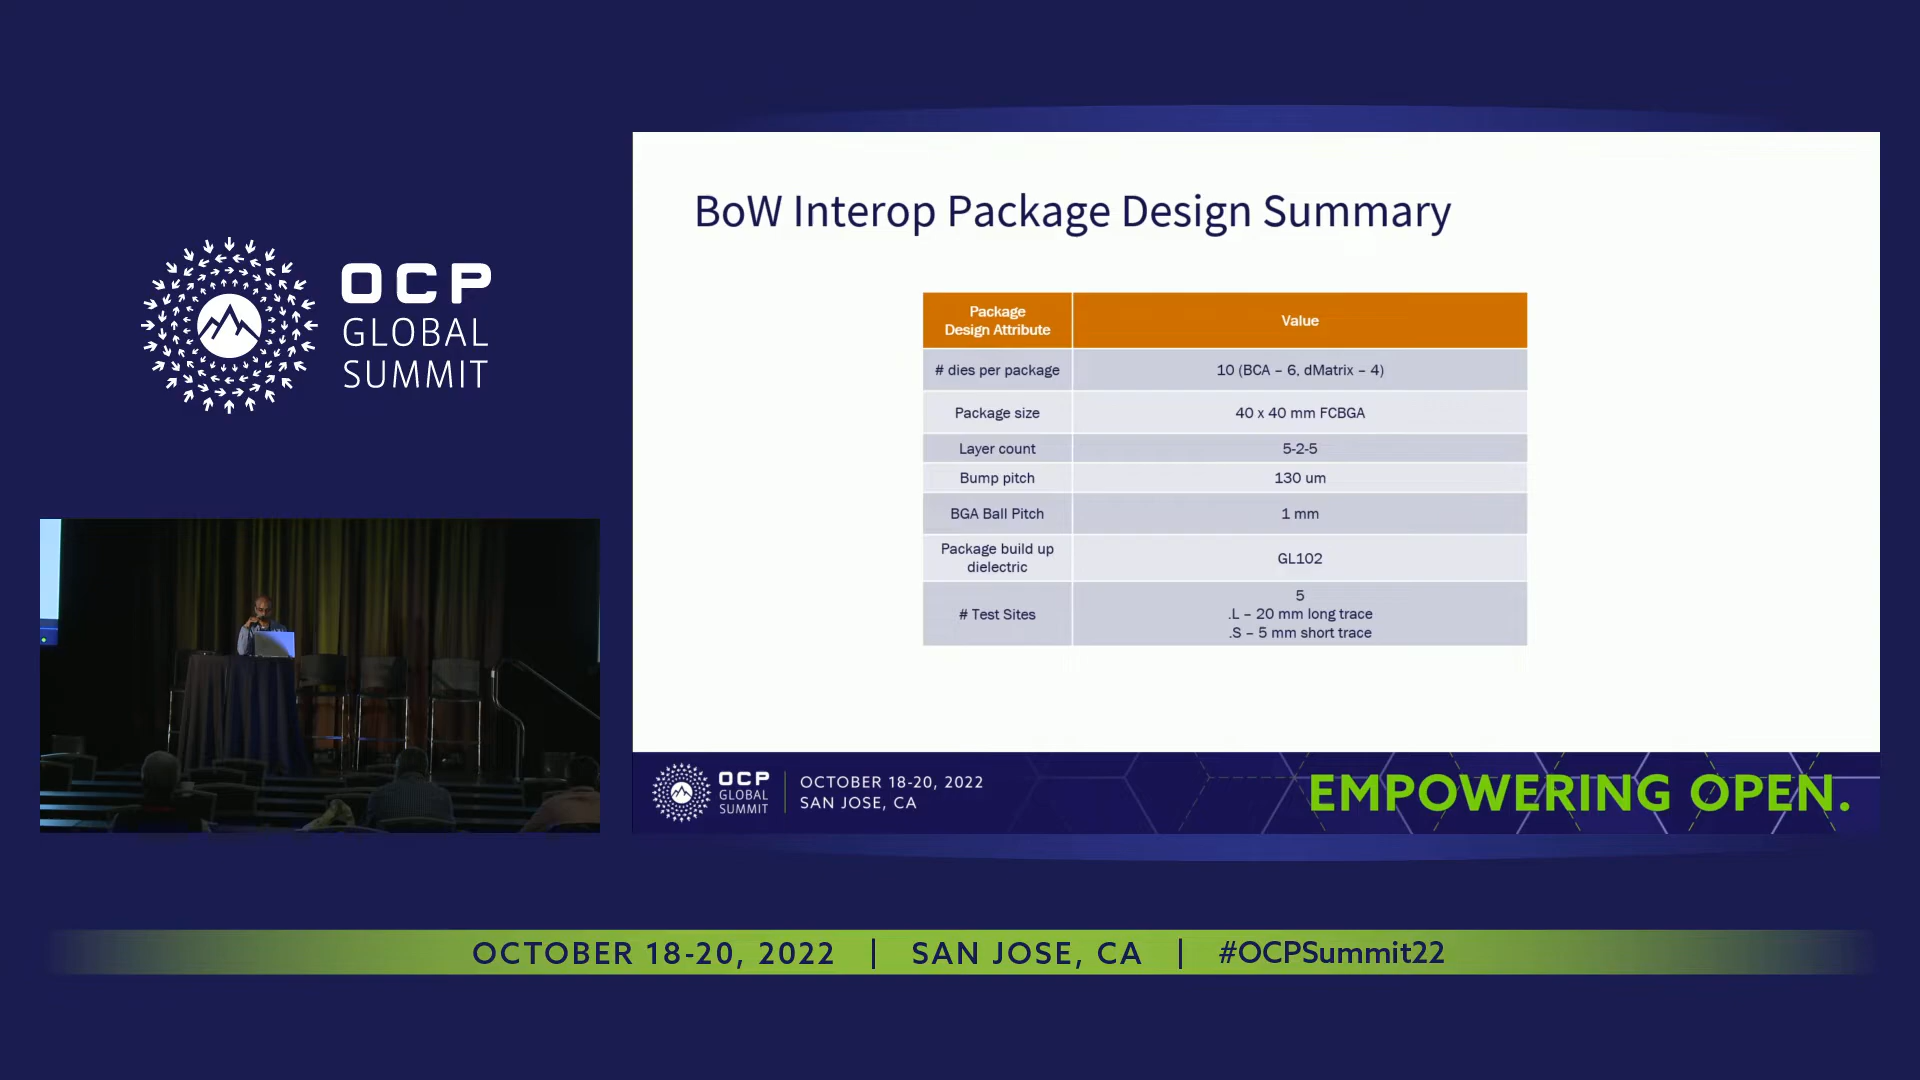 OCP
GLOBAL
SUMMIT
BoW Interop Package Design Summary
Package
Design Attribute
Value
# dies per package
10 (BCA – 6, dMatrix – 4)
Package size
40 x 40 mm FCBGA
Layer count
5-2-5
Bump pitch
130 um
BGA Ball Pitch
1 mm
Package build up
dielectric
GL102
# Test Sites
5
.L – 20 mm long trace
.S – 5 mm short trace
OCP
GLOBAL
SUMMIT
OCTOBER 18-20, 2022
SAN JOSE, CA
EMPOWERING OPEN.
OCTOBER 18-20, 2022 | SAN JOSE, CA | #OCPSummit22